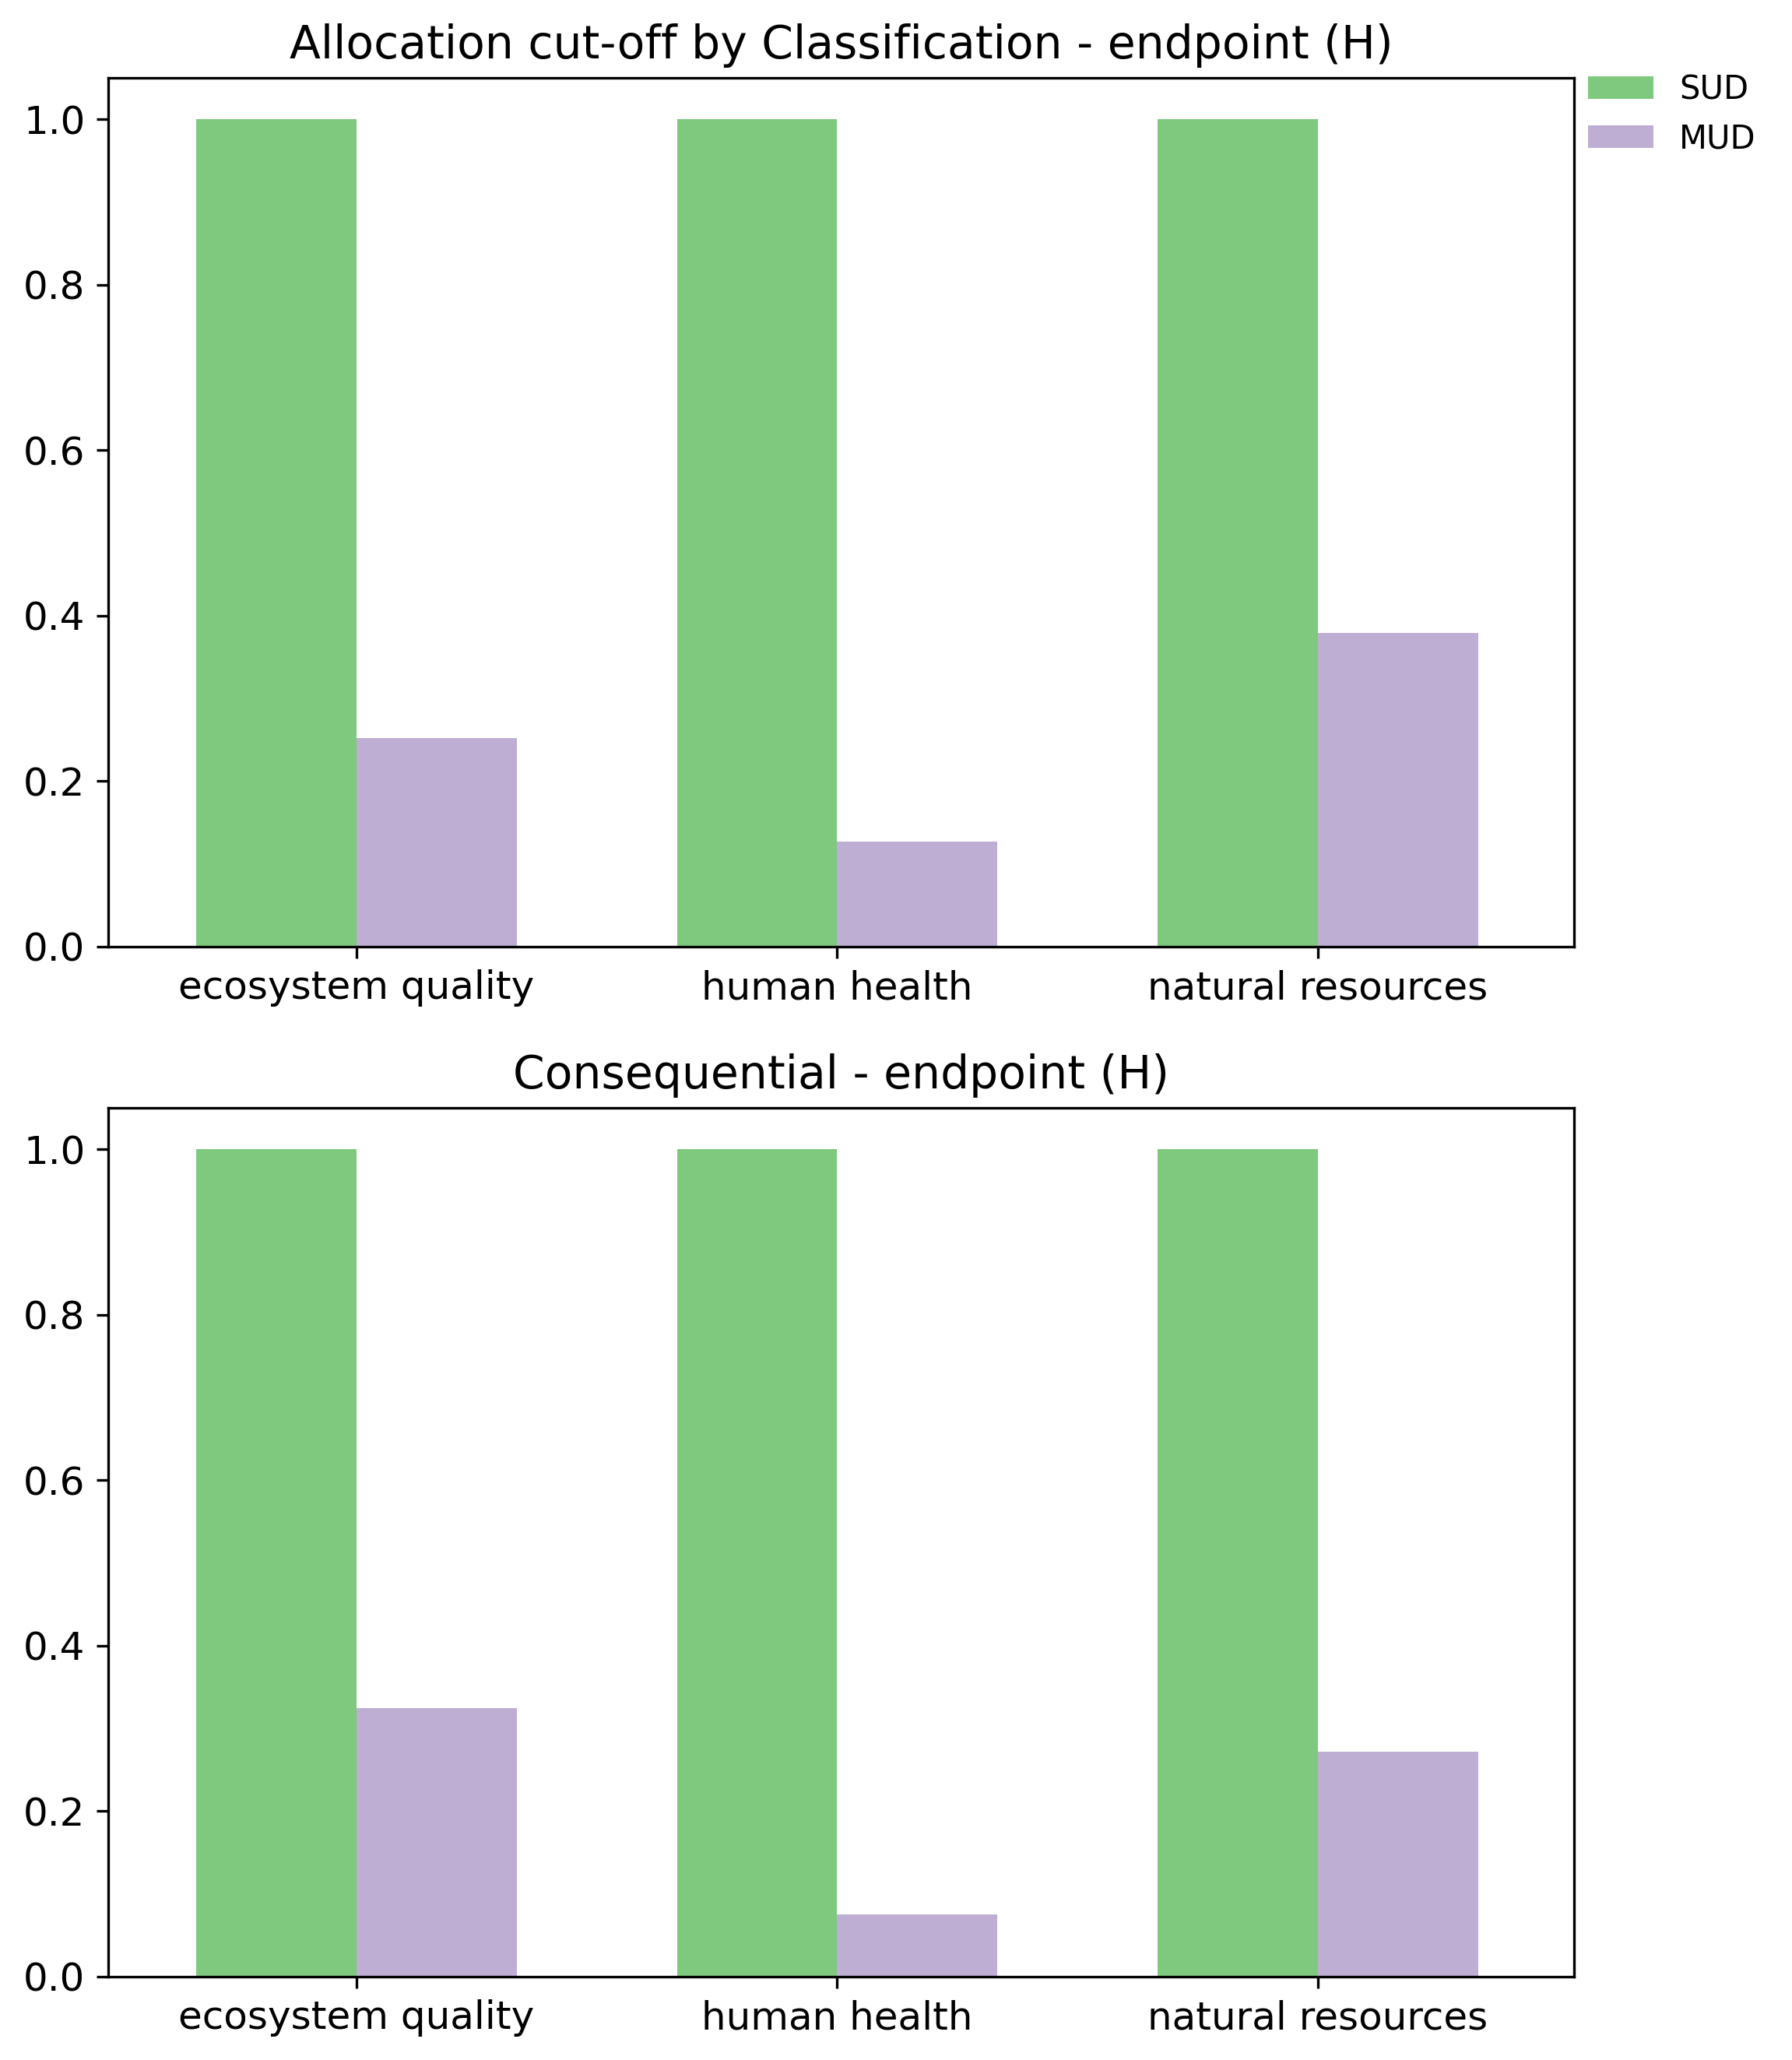 Allocation cut-off by Classification - endpoint (H)
SUD
MUD
1.0
0.8
0.6
0.4
0.2
0.0
ecosystem quality
human health
natural resources
Consequential - endpoint (H)
1.0
0.8
0.6
0.4
0.2
0.0
ecosystem quality
human health
natural resources